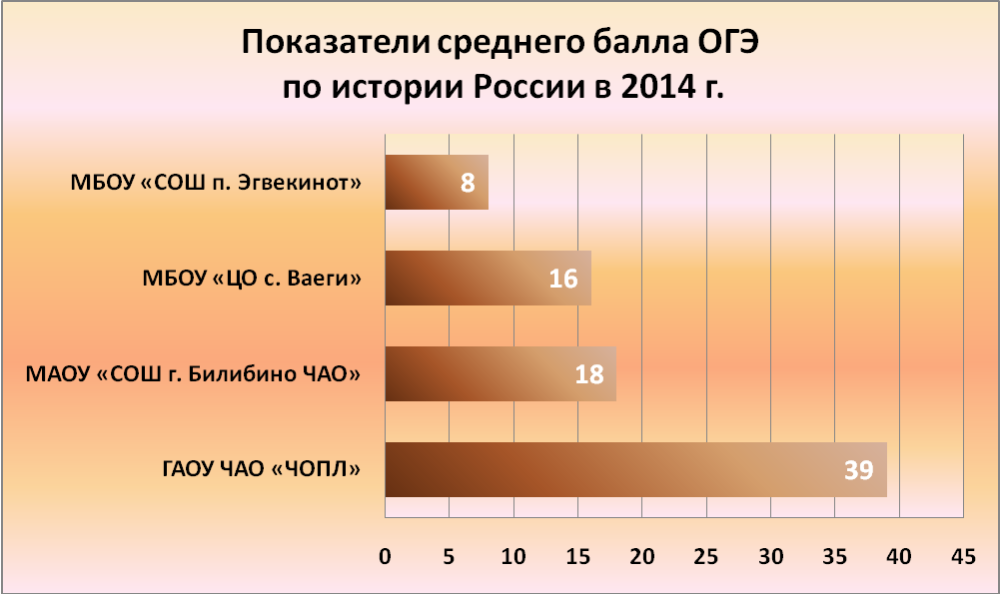 Показатели среднего балла ОГЭ
по истории России в 2014 г.
МБОУ «СОШ п. Эгвекинот»
8
МБОУ «ЦО с. Ваеги»
16
МАОУ «СОШ г. Билибино ЧАО»
18
ГАОУ ЧАО «ЧОПЛ»
39
0 5 10 15 20 25 30 35 40 45